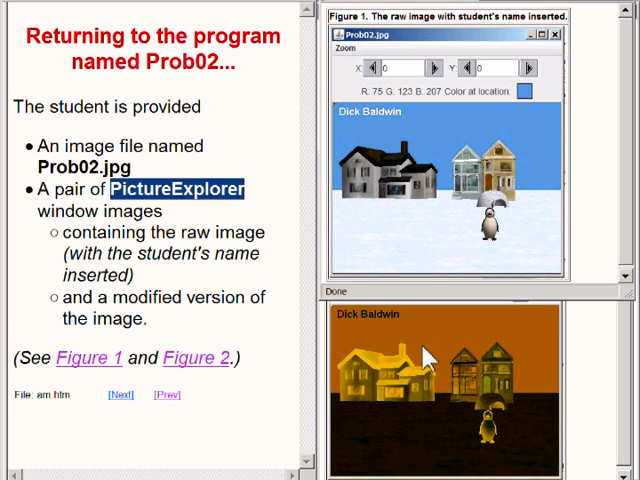 Returning to the program
named Prob02...
The student is provided
An image file named
Prob02.jpg
A pair of PictureExplorer
window images
containing the raw image
(with the student's name
inserted)
and a modified version of
the image.
(See Figure 1 and Figure 2.)
File: am.htm [Next] [Prev]
Figure 1. The raw image with student's name inserted.
Prob02.jpg
Zoom
X: 0 Y: 0
R: 75 G: 123 B: 207 Color at location:
Dick Baldwin
Done
Dick Baldwin